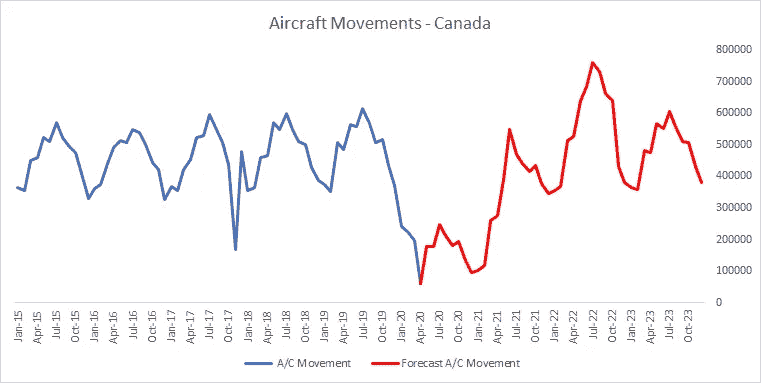 Aircraft Movements - Canada
800000
700000
600000
500000
400000
300000
200000
100000
0
Jan-15
Apr-15
Jul-15
Oct-15
Jan-16
Apr-16
Jul-16
Oct-16
Jan-17
Apr-17
Jul-17
Oct-17
Jan-18
Apr-18
Jul-18
Oct-18
Jan-19
Apr-19
Jul-19
Oct-19
Jan-20
Apr-20
Jul-20
Oct-20
Jan-21
Apr-21
Jul-21
Oct-21
Jan-22
Apr-22
Jul-22
Oct-22
Jan-23
Apr-23
Jul-23
Oct-23
A/C Movement
Forecast A/C Movement